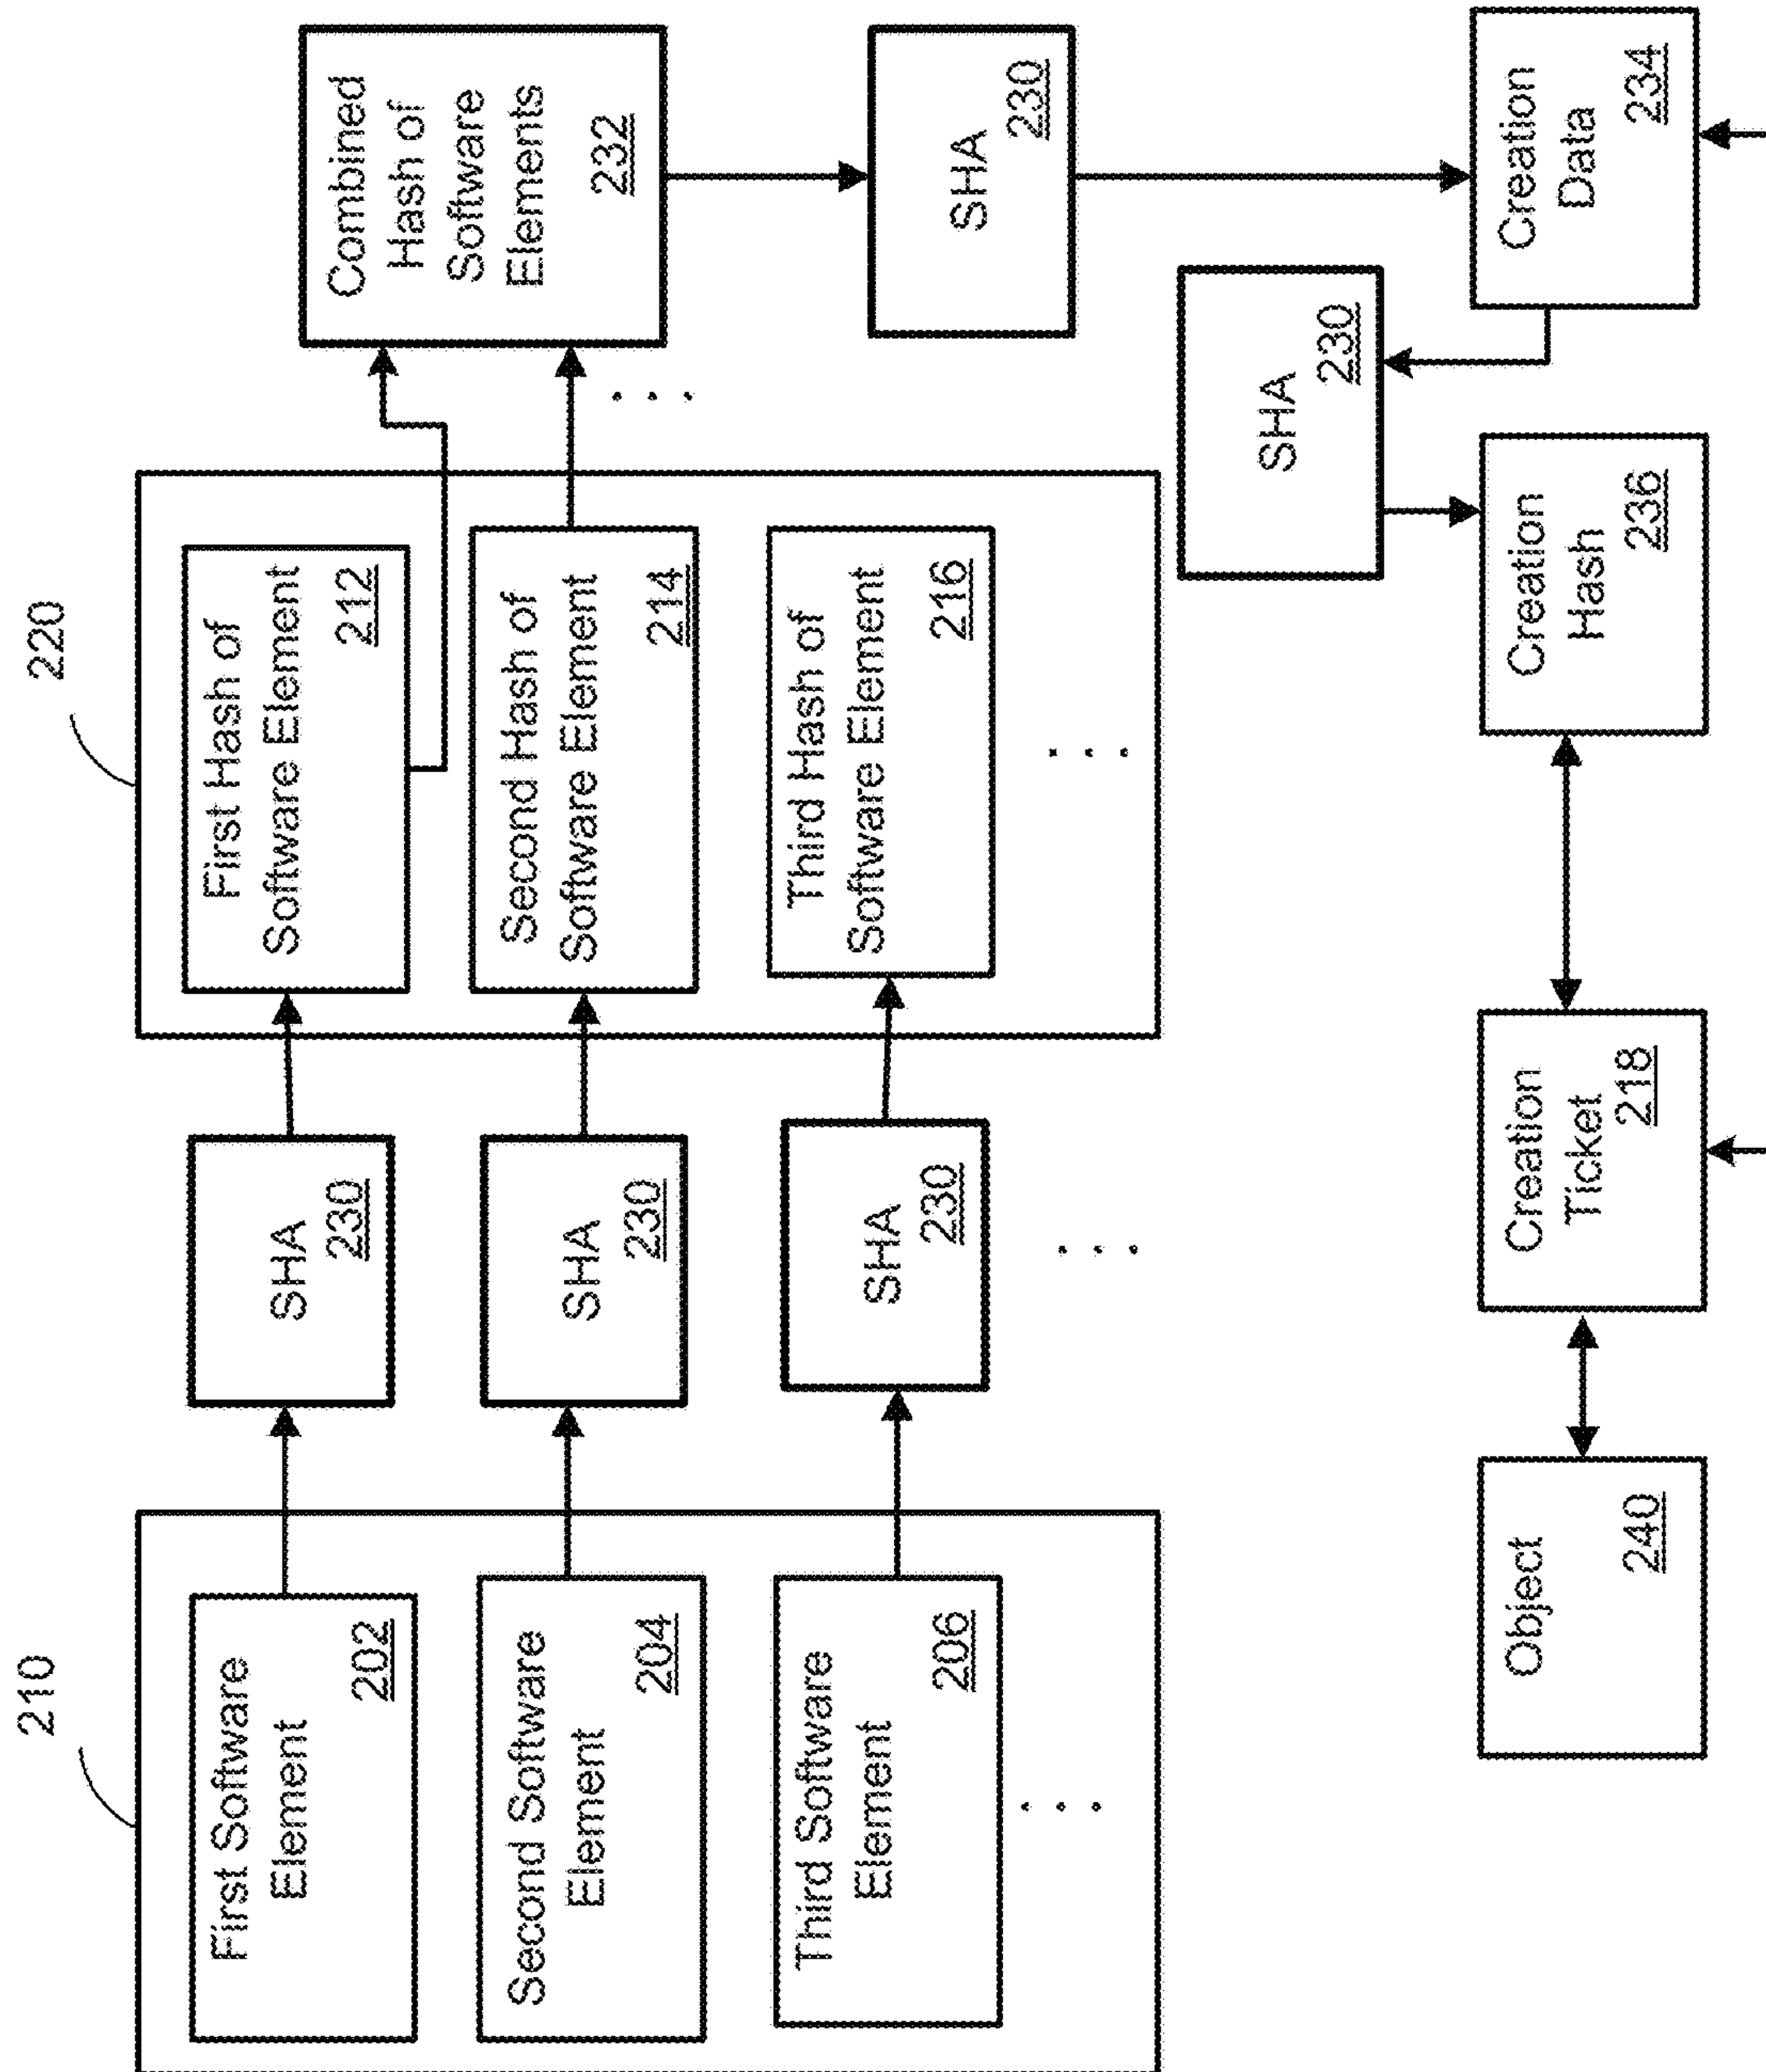 210
First Software
Element
202
Second Software
Element
204
Third Software
Element
206
. . .
SHA
230
SHA
230
SHA
230
. . .
220
First Hash of
Software Element
212
Second Hash of
Software Element
214
Third Hash of
Software Element
216
. . .
Combined
Hash of
Software
Elements
232
. . .
SHA
230
SHA
230
Object
240
Creation
Ticket
218
Creation
Hash
236
Creation
Data
234